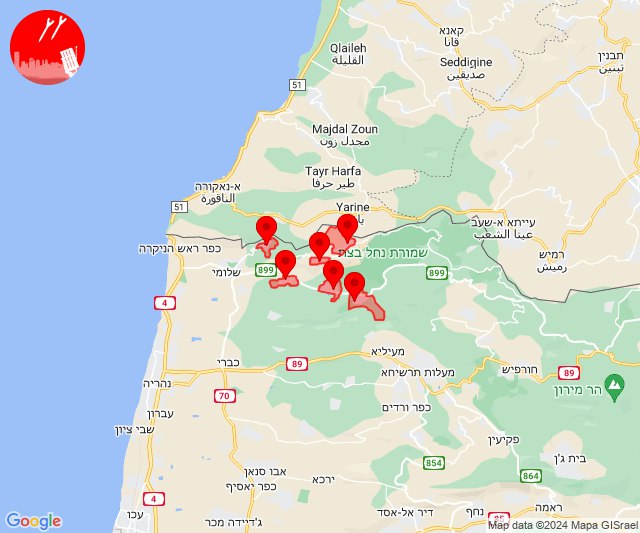 קאנא
قانا
Qlaileh
القليلة
Seddigine
صديقين
תבנין
تبنين
51
Majdal Zoun
مجدل زون
Tayr Harfa
طير حرفا
א-נאקורה
الناقورة
51
Yarine
עייתא א-שעב
عيتا الشعب
כפר ראש הניקרה
שמורת נחל בצת
רמיש
رميش
שלומי
899
899
4
כברי
89
מעיליא
מעלות תרשיחא
חורפיש
89
הר מירון
נהריה
70
כפר ורדים
עברון
שבי ציון
פקיעין
בית ג'ן
854
864
אבו סנאן
ירכא
כפר יאסיף
4
עכו
ג'דיידה מכר
דיר אל-אסד
נחף
ראמה
85
Google
Map data ©2024 Mapa GISrael